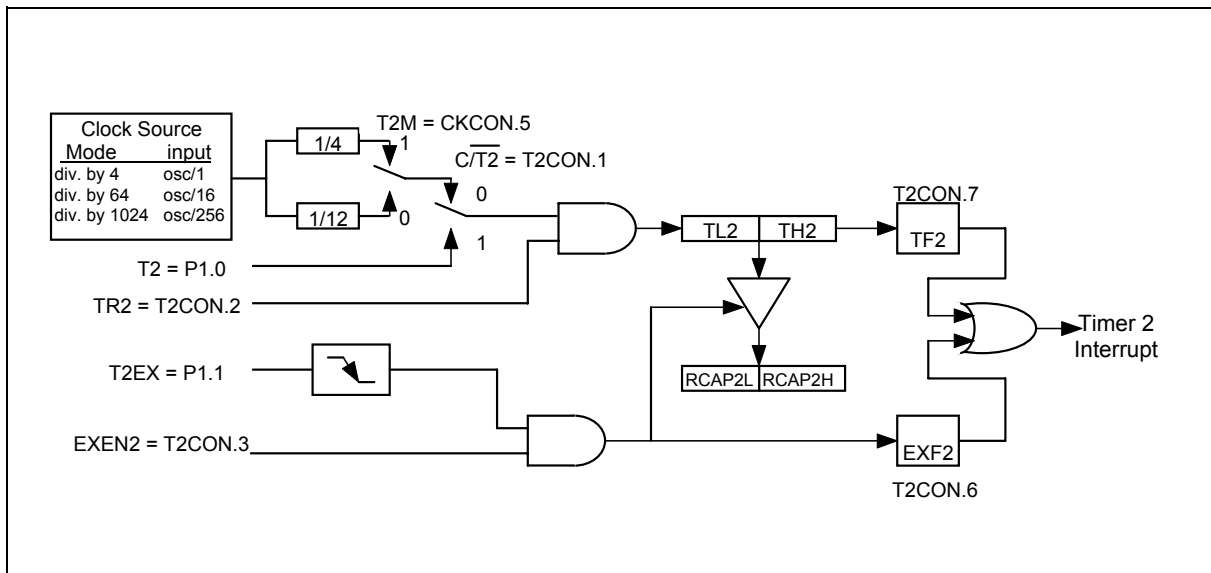 Clock Source
Mode input
div. by 4 osc/1
div. by 64 osc/16
div. by 1024 osc/256
1/4
1/12
T2M = CKCON.5
1
0
C/T2 = T2CON.1
0
1
T2 = P1.0
TR2 = T2CON.2
TL2 TH2
T2CON.7
TF2
Timer 2
Interrupt
T2EX = P1.1
RCAP2L RCAP2H
EXEN2 = T2CON.3
EXF2
T2CON.6